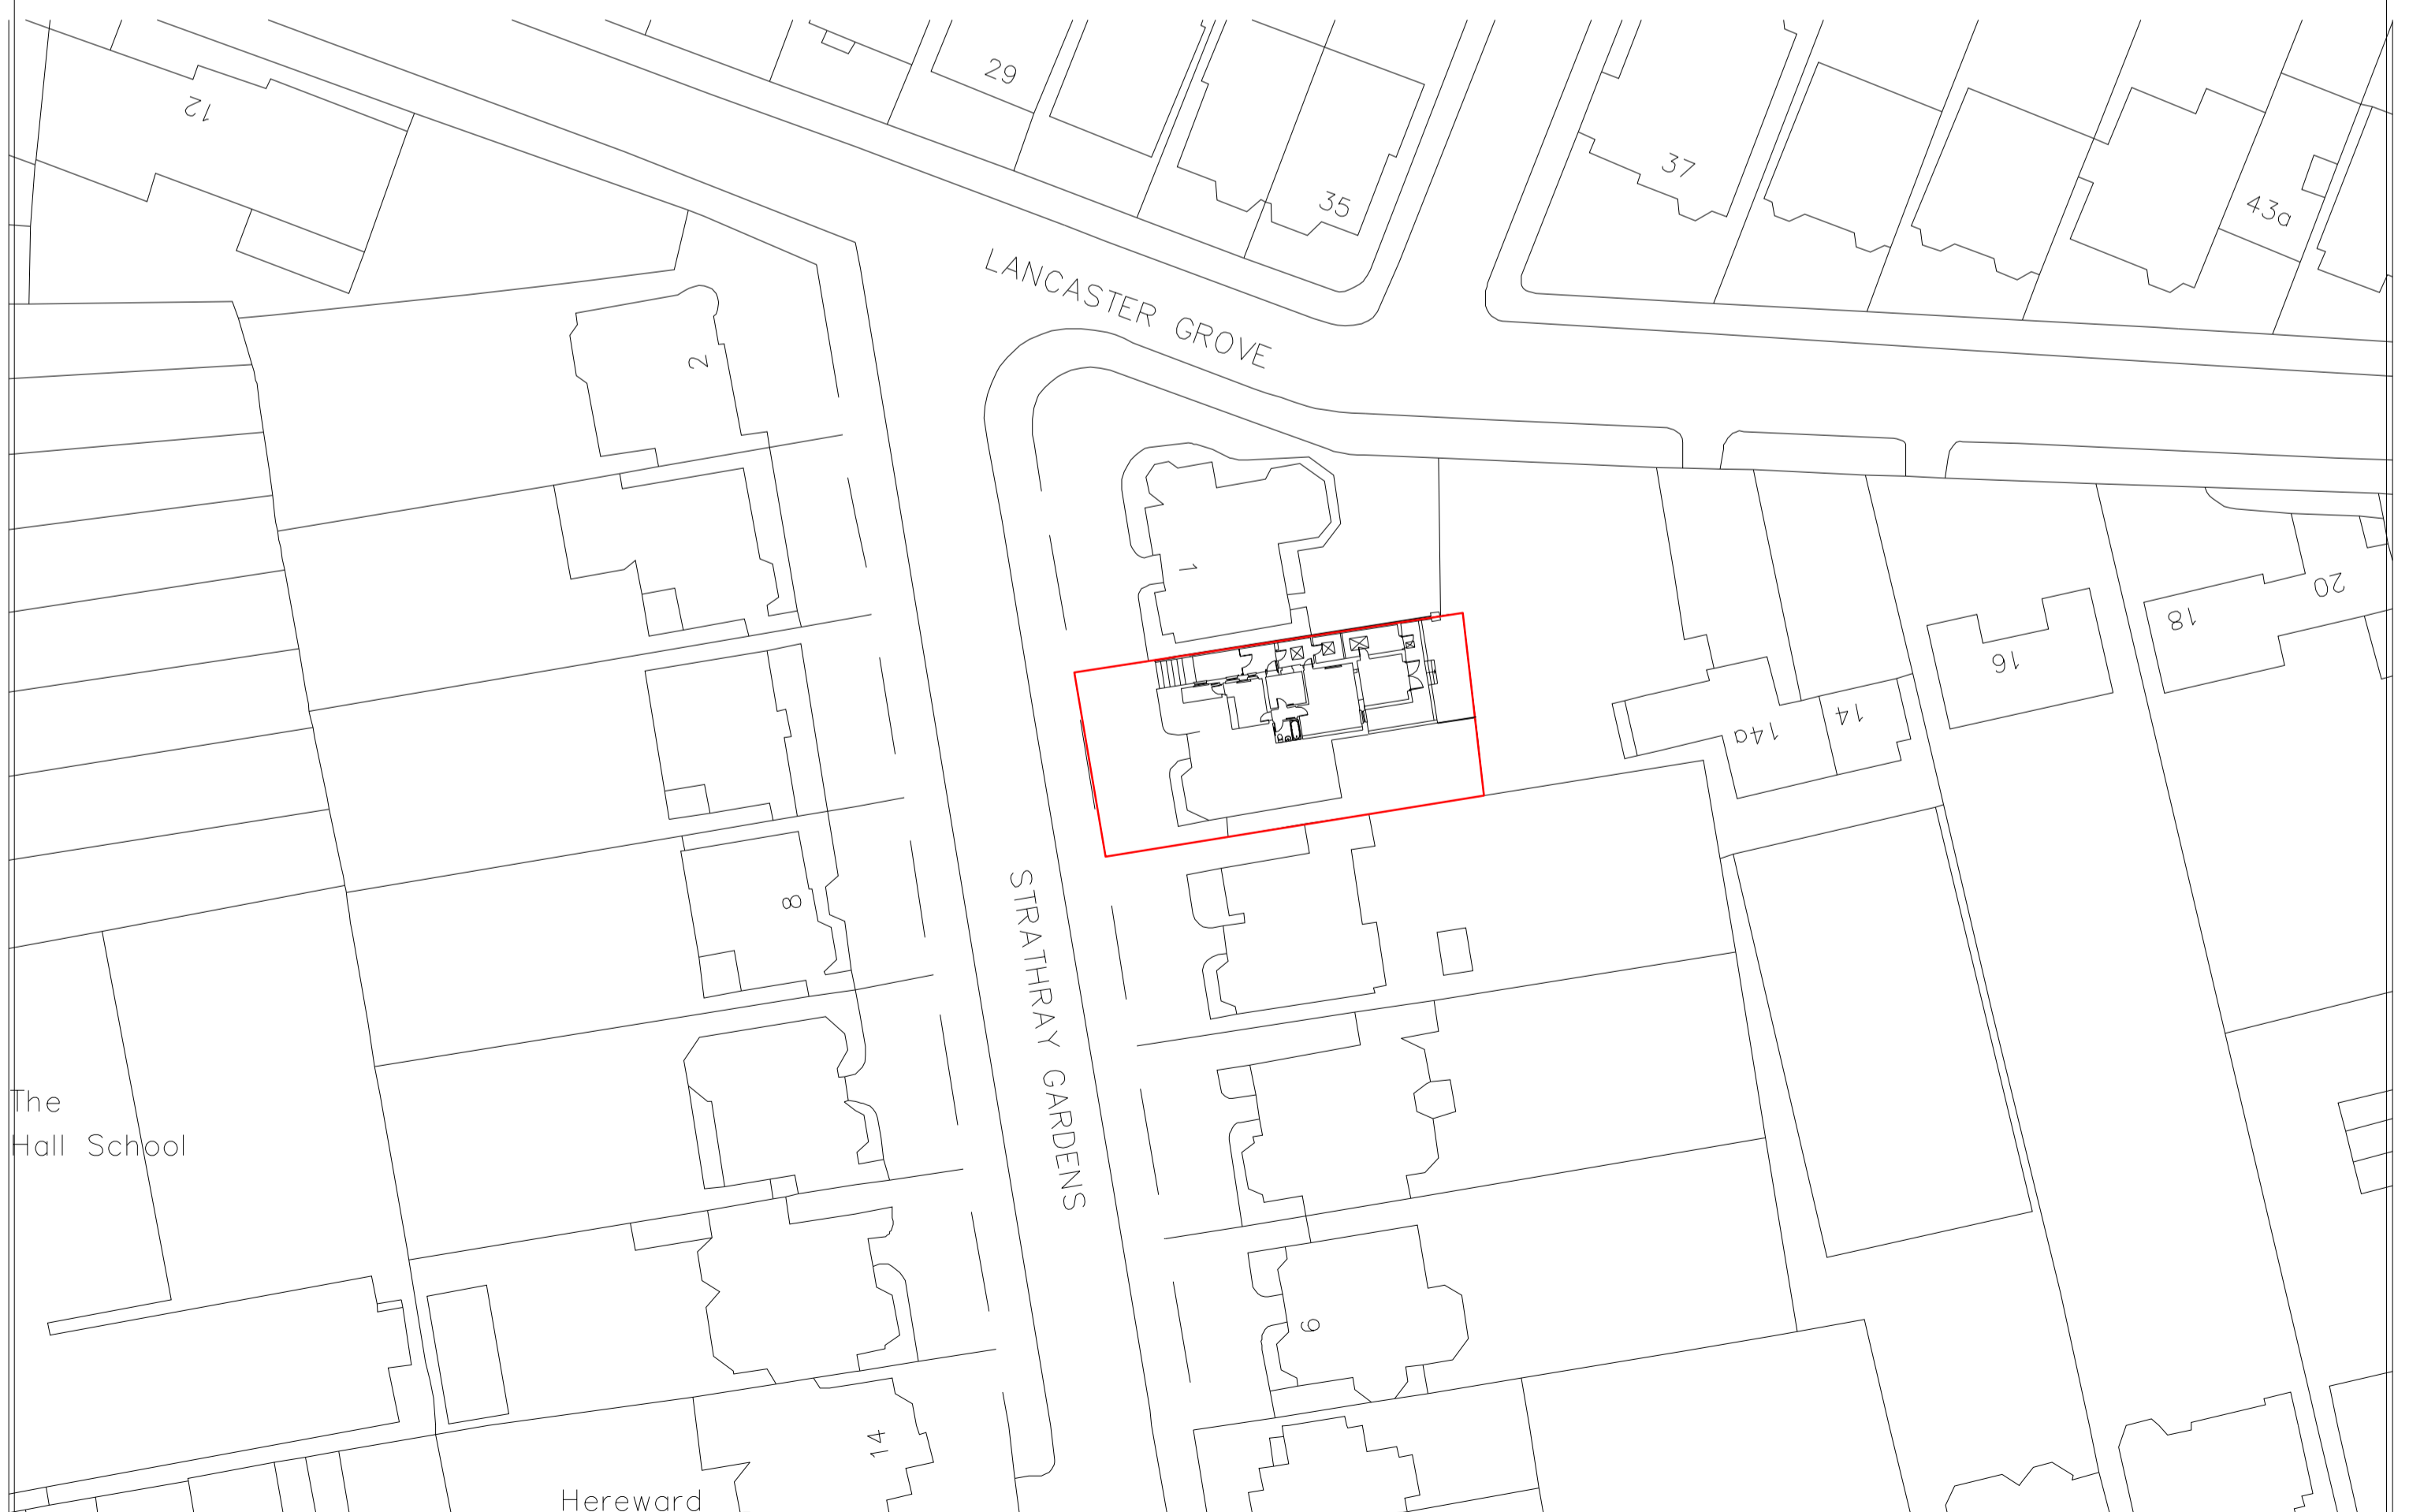 29
12
37
35
43a
LANCASTER GROVE
2
1
20
18
16
14
14a
8
STRATHRAY GARDENS
The
Hall School
9
14
Hereward